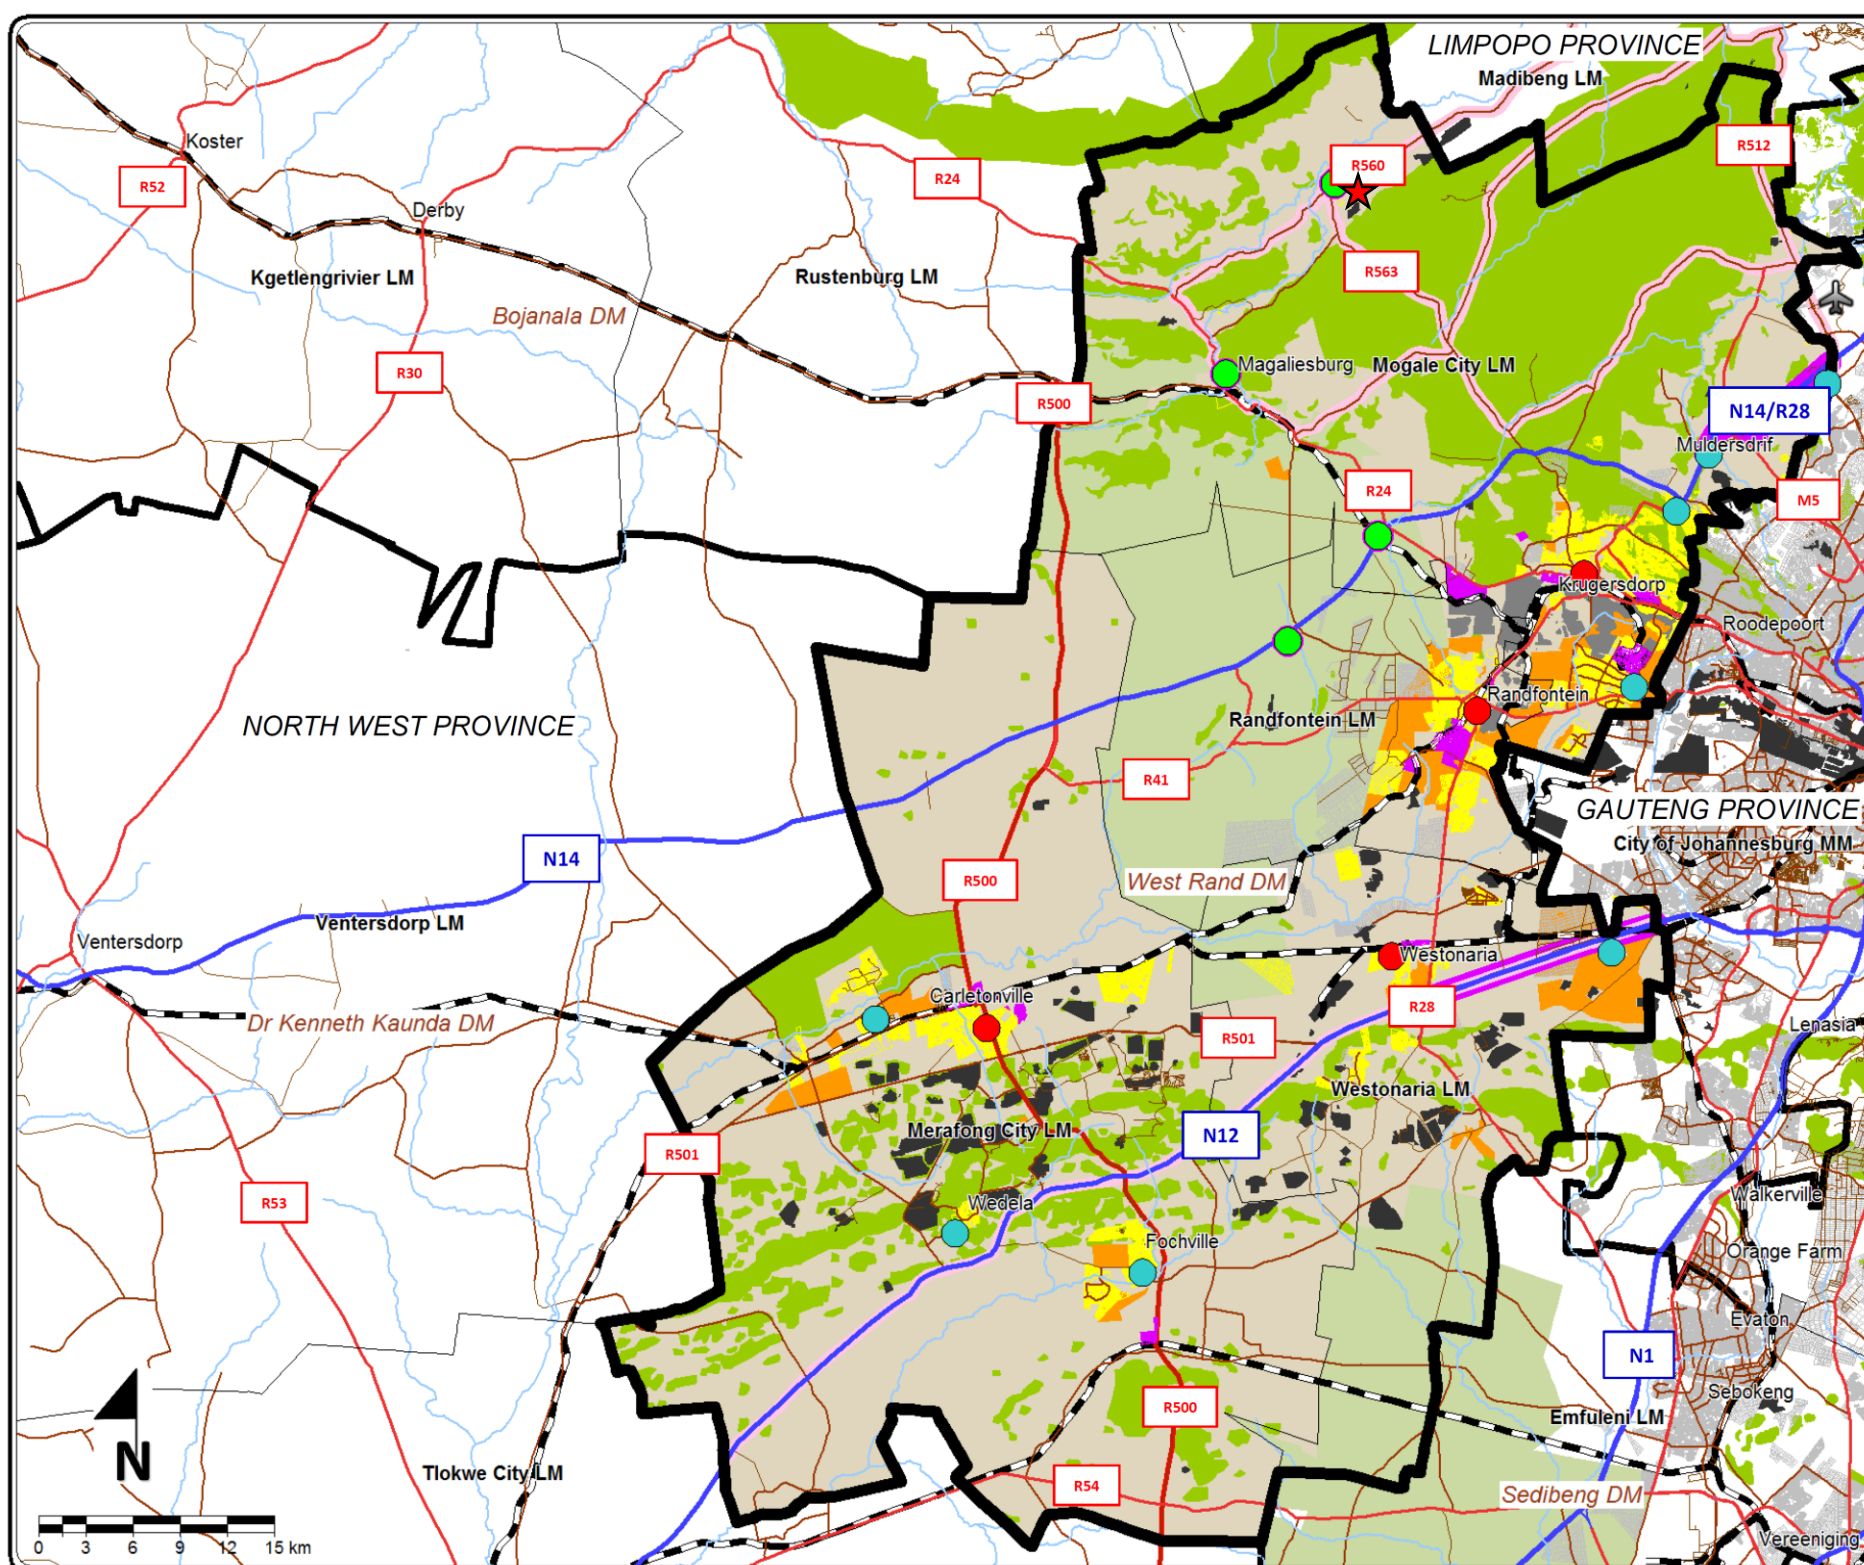 LIMPOPO PROVINCE
Madibeng LM
Koster
R512
R560
R52
R24
Derby
R563
Kgetlengrivier LM
Rustenburg LM
Bojanala DM
Magaliesburg
Mogale City LM
R30
R500
N14/R28
Muldersdrif
R24
M5
Krugersdorp
Roodepoort
Randfontein
Randfontein LM
NORTH WEST PROVINCE
R41
GAUTENG PROVINCE
City of Johannesburg MM
N14
R500
West Rand DM
Ventersdorp LM
Ventersdorp
Westonaria
Carletonville
R28
Dr Kenneth Kaunda DM
Lenasia
R501
Westonaria LM
Merafong City LM
N12
R501
Walkerville
R53
Wedela
Fochville
Orange Farm
Evaton
N1
Sebokeng
R500
Emfuleni LM
N
Tlokwe City LM
R54
Sedibeng DM
Vereeniging
0 3 6 9 12 15 km